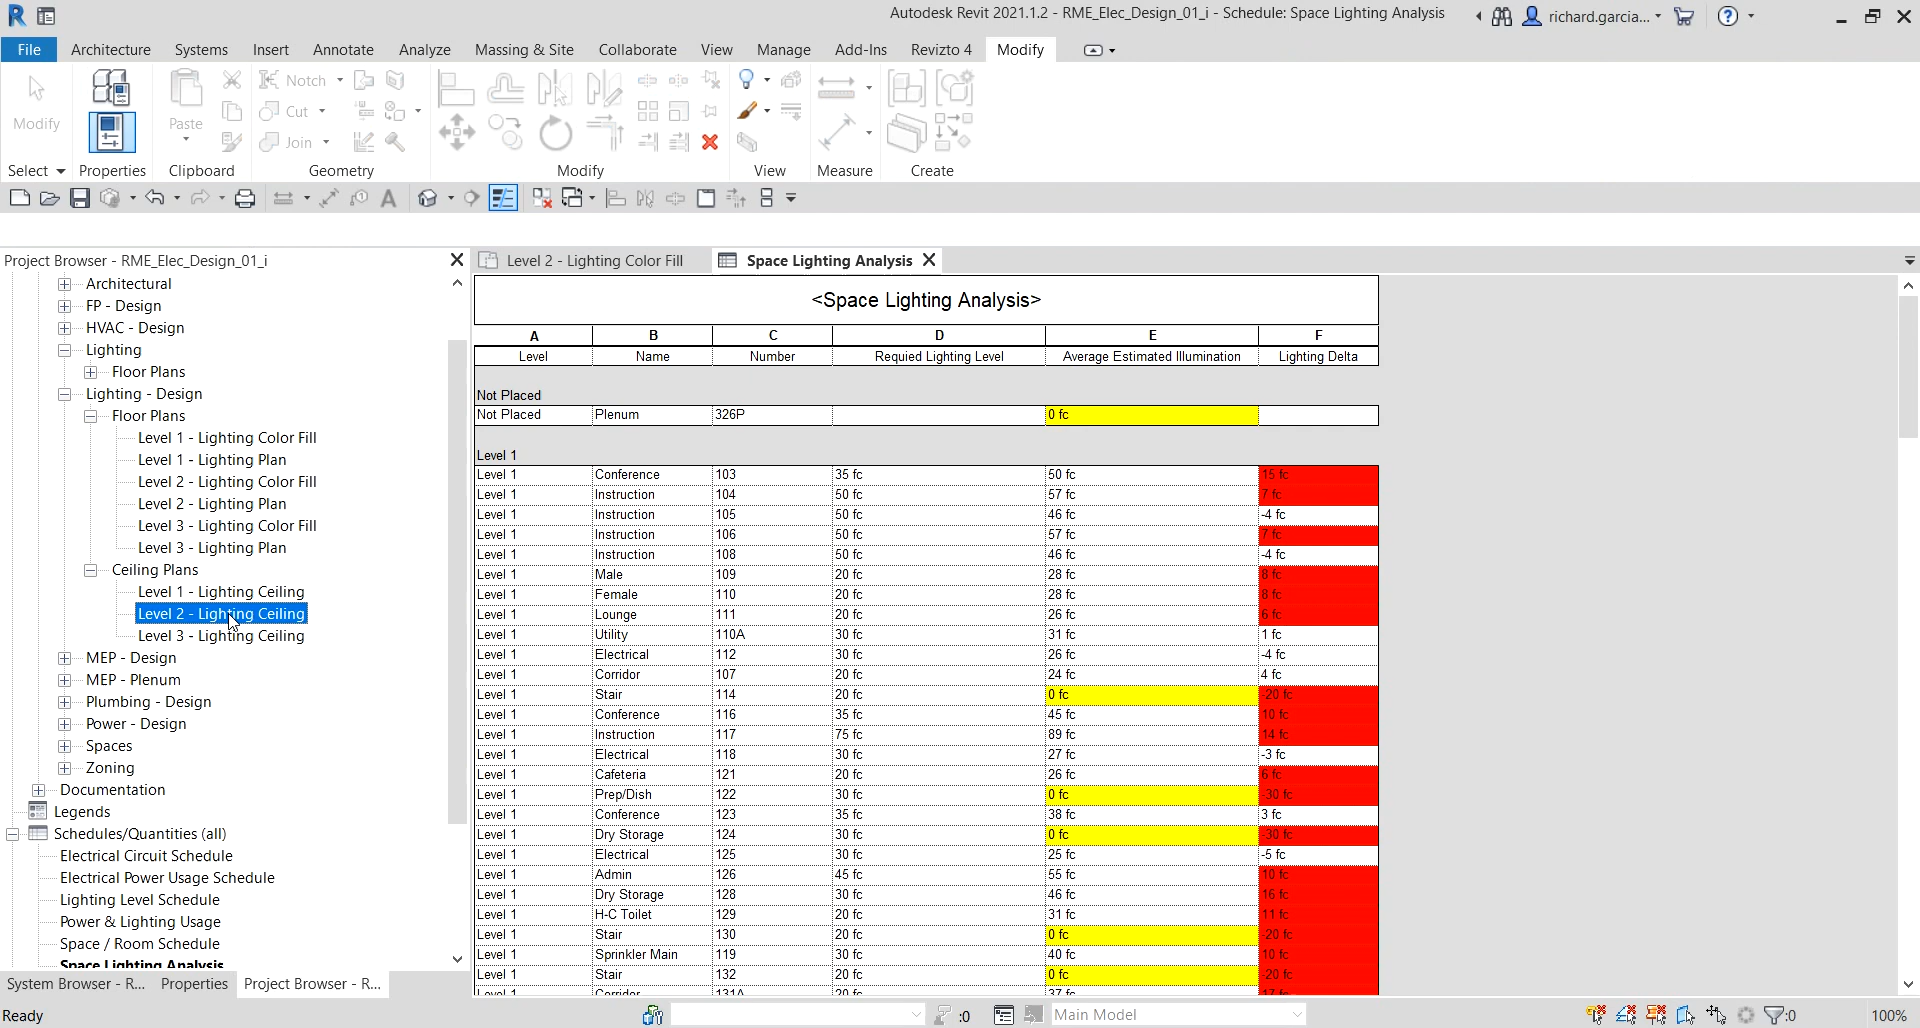 Autodesk Revit 2021.1.2 - RME_Elec_Design_01_i - Schedule: Space Lighting Analysis
richard.garcia...
File Architecture Systems Insert Annotate Analyze Massing & Site Collaborate View Manage Add-Ins Revizto 4 Modify
Modify
Paste
Notch
Cut
Join
Select Properties Clipboard Geometry Modify View Measure Create
Project Browser - RME_Elec_Design_01_i
Architectural
FP - Design
HVAC - Design
Lighting
Floor Plans
Lighting - Design
Floor Plans
Level 1 - Lighting Color Fill
Level 1 - Lighting Plan
Level 2 - Lighting Color Fill
Level 2 - Lighting Plan
Level 3 - Lighting Color Fill
Level 3 - Lighting Plan
Ceiling Plans
Level 1 - Lighting Ceiling
Level 2 - Lighting Ceiling
Level 3 - Lighting Ceiling
MEP - Design
MEP - Plenum
Plumbing - Design
Power - Design
Spaces
Zoning
Documentation
Legends
Schedules/Quantities (all)
Electrical Circuit Schedule
Electrical Power Usage Schedule
Lighting Level Schedule
Power & Lighting Usage
Space / Room Schedule
Space Lighting Analysis
System Browser - R... Properties Project Browser - R...
Level 2 - Lighting Color Fill Space Lighting Analysis
<Space Lighting Analysis>
A B C D E F
Level Name Number Requied Lighting Level Average Estimated Illumination Lighting Delta
Not Placed
Not Placed Plenum 326P 0 fc
Level 1
Level 1 Conference 103 35 fc 50 fc 15 fc
Level 1 Instruction 104 50 fc 57 fc 7 fc
Level 1 Instruction 105 50 fc 46 fc -4 fc
Level 1 Instruction 106 50 fc 57 fc 7 fc
Level 1 Instruction 108 50 fc 46 fc -4 fc
Level 1 Male 109 20 fc 28 fc 8 fc
Level 1 Female 110 20 fc 28 fc 8 fc
Level 1 Lounge 111 20 fc 26 fc 6 fc
Level 1 Utility 110A 30 fc 31 fc 1 fc
Level 1 Electrical 112 30 fc 26 fc -4 fc
Level 1 Corridor 107 20 fc 24 fc 4 fc
Level 1 Stair 114 20 fc 0 fc -20 fc
Level 1 Conference 116 35 fc 45 fc 10 fc
Level 1 Instruction 117 75 fc 89 fc 14 fc
Level 1 Electrical 118 30 fc 27 fc -3 fc
Level 1 Cafeteria 121 20 fc 26 fc 6 fc
Level 1 Prep/Dish 122 30 fc 0 fc -30 fc
Level 1 Conference 123 35 fc 38 fc 3 fc
Level 1 Dry Storage 124 30 fc 0 fc -30 fc
Level 1 Electrical 125 30 fc 25 fc -5 fc
Level 1 Admin 126 45 fc 55 fc 10 fc
Level 1 Dry Storage 128 30 fc 46 fc 16 fc
Level 1 H-C Toilet 129 20 fc 31 fc 11 fc
Level 1 Stair 130 20 fc 0 fc -20 fc
Level 1 Sprinkler Main 119 30 fc 40 fc 10 fc
Level 1 Stair 132 20 fc 0 fc -20 fc
Level 1 Corridor 131A 20 fc 37 fc 17 fc
Ready :0 Main Model :0 100%